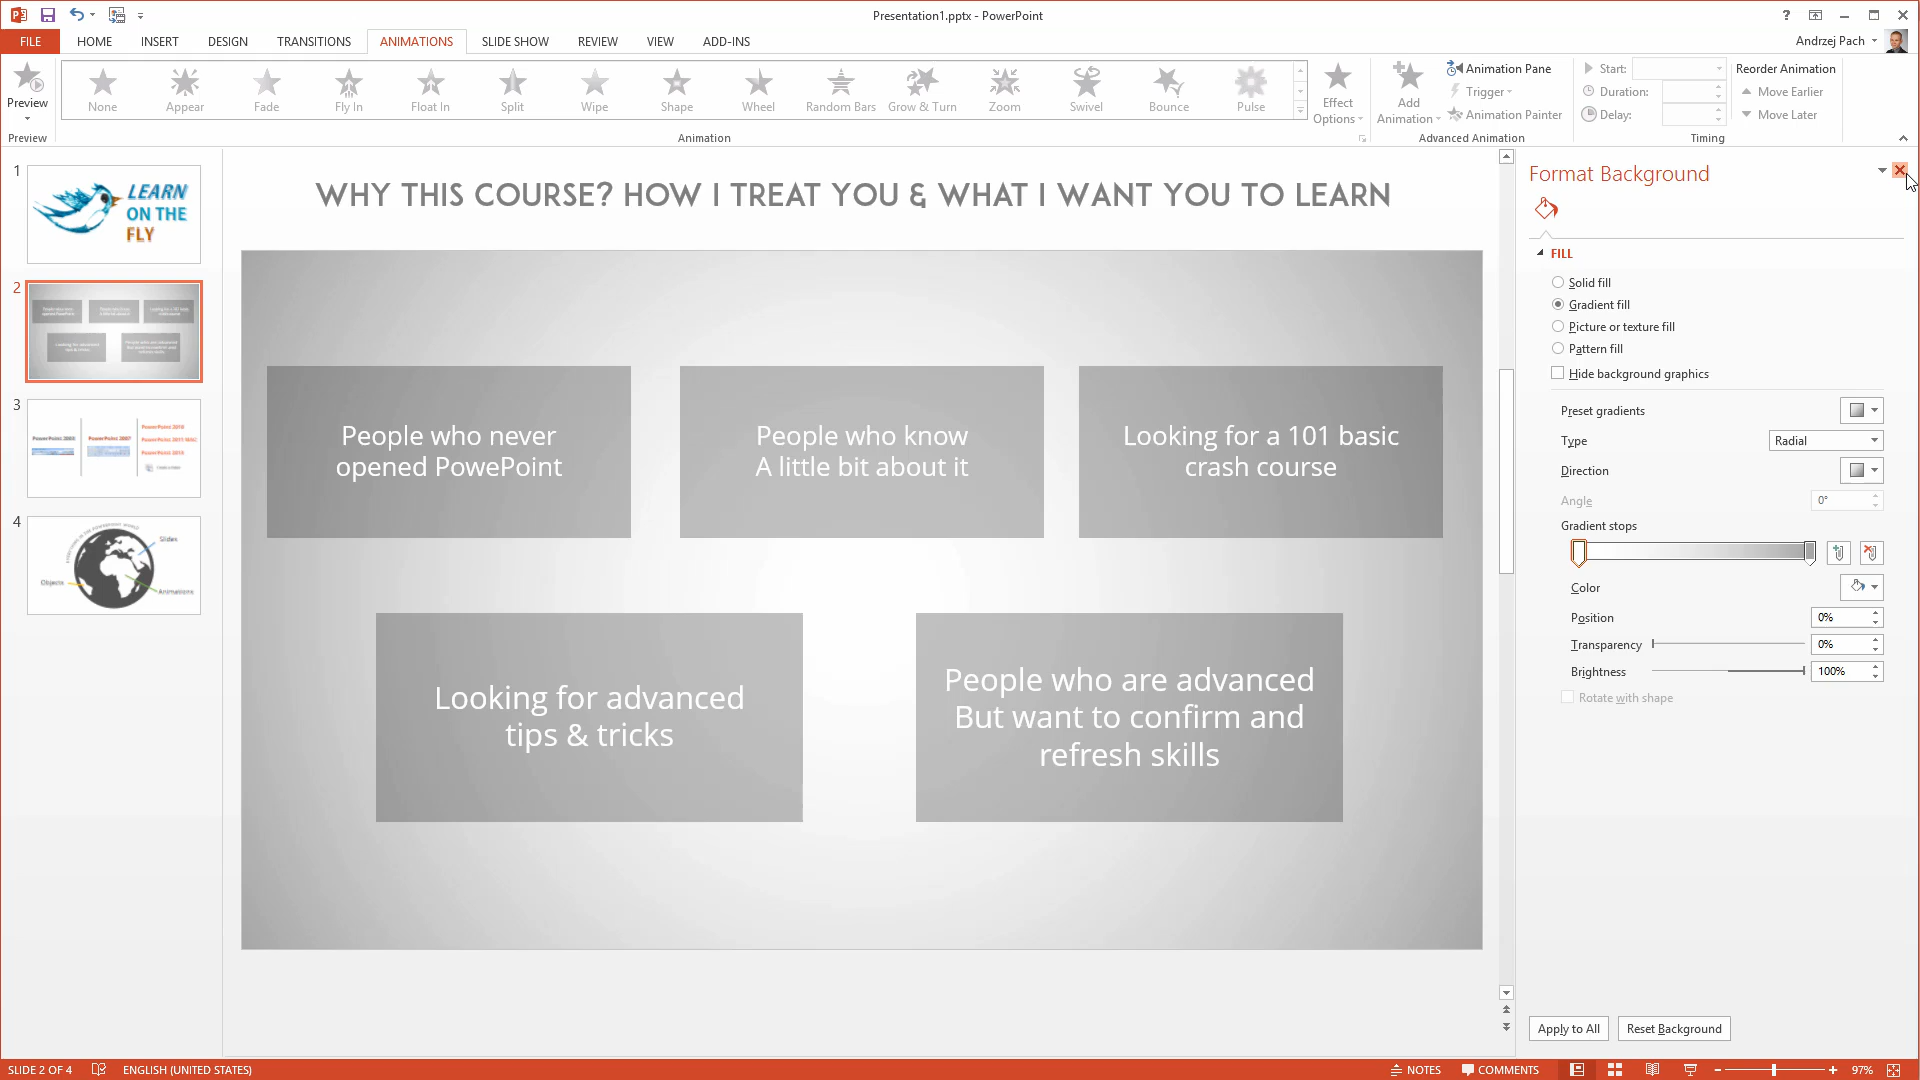 Presentation1.pptx - PowerPoint
?
FILE HOME INSERT DESIGN TRANSITIONS ANIMATIONS SLIDE SHOW REVIEW VIEW ADD-INS
Andrzej Pach
Preview
Preview
None Appear Fade Fly In Float In Split Wipe Shape Wheel Random Bars Grow & Turn Zoom Swivel Bounce Pulse
Animation
Effect
Options
Add
Animation
Animation Pane
Trigger
Animation Painter
Advanced Animation
Start:
Duration:
Delay:
Reorder Animation
Move Earlier
Move Later
Timing
1
LEARN
ON THE
FLY
2
3
4
Slides
Objects
Animations
WHY THIS COURSE? HOW I TREAT YOU & WHAT I WANT YOU TO LEARN
People who never
opened PowePoint
People who know
A little bit about it
Looking for a 101 basic
crash course
Looking for advanced
tips & tricks
People who are advanced
But want to confirm and
refresh skills
Format Background
FILL
Solid fill
Gradient fill
Picture or texture fill
Pattern fill
Hide background graphics
Preset gradients
Type Radial
Direction
Angle 0°
Gradient stops
Color
Position 0%
Transparency 0%
Brightness 100%
Rotate with shape
Apply to All Reset Background
SLIDE 2 OF 4 ENGLISH (UNITED STATES)
NOTES COMMENTS 97%